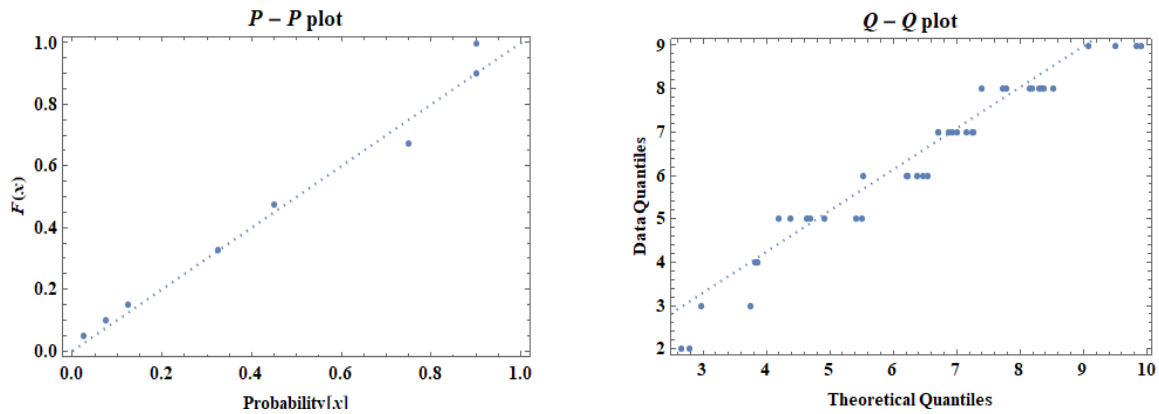 P – P plot
1.0
0.8
0.6
0.4
0.2
0.0
F(x)
0.0 0.2 0.4 0.6 0.8 1.0
Probability[x]
Q – Q plot
9
8
7
6
5
4
3
2
Data Quantiles
3 4 5 6 7 8 9 10
Theoretical Quantiles